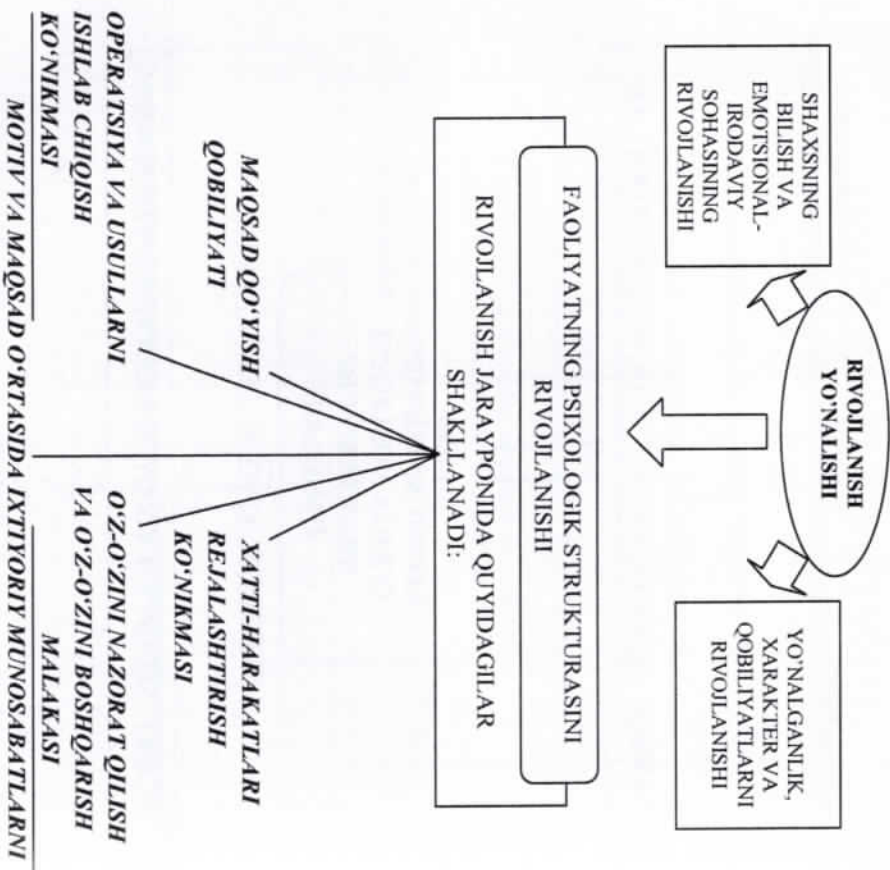 RIVOJLANISH
YO'NALISHI
SHAXSNING
BILISH VA
EMOTSIONAL-
IRODAVIY
SOHASINING
RIVOJLANISHI
YO'NALGANLIK,
XARAKTER VA
QOBILIYATLARNI
RIVOJLANISHI
FAOLIYATNING PSIXOLOGIK STRUKTURASINI
RIVOJLANISHI
RIVOJLANISH JARAYPONIDA QUYIDAGILAR
SHAKLLANADI:
MAQSAD QO‘YISH
QOBILIYATI
XATTI-HARAKATLARI
REJALASHTIRISH
KO‘NIKMASI
OPERATSIYA VA USULLARNI
ISHLAB CHIQISH
KO‘NIKMASI
O‘Z-O‘ZINI NAZORAT QILISH
VA O‘Z-O‘ZINI BOSHQARISH
MALAKASI
MOTIV VA MAQSAD O‘RTASIDA IXTIYORIY MUNOSABATLARNI